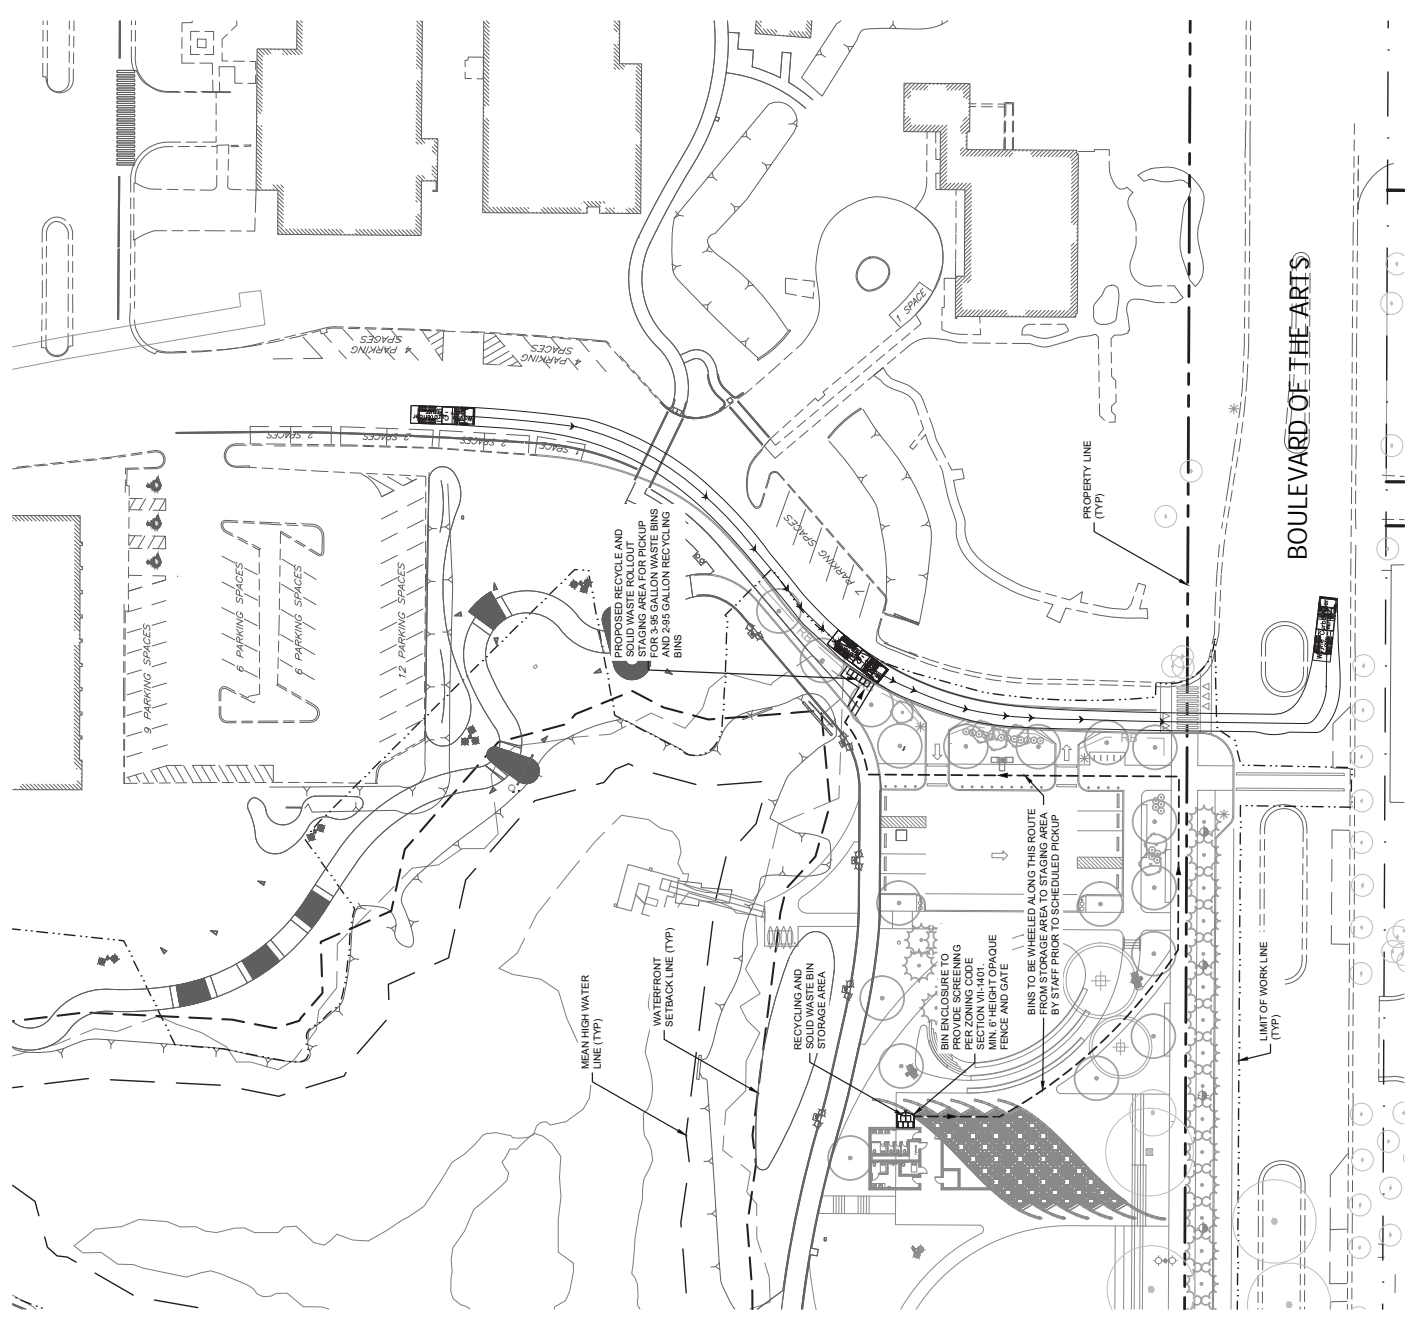 4 PARKING
SPACES
4 PARKING
SPACES
1 SPACE
2 SPACES
2 SPACES
2 SPACES
1 SPACE
9 PARKING SPACES
6 PARKING SPACES
6 PARKING SPACES
12 PARKING SPACES
7 PARKING SPACES
PROPOSED RECYCLE AND
SOLID WASTE ROLLOUT
STAGING AREA FOR PICKUP
FOR 3-95 GALLON WASTE BINS
AND 2-95 GALLON RECYCLING
BINS
PROPERTY LINE
(TYP)
BOULEVARD OF THE ARTS
MEAN HIGH WATER
LINE (TYP)
WATERFRONT
SETBACK LINE (TYP)
RECYCLING AND
SOLID WASTE BIN
STORAGE AREA
BIN ENCLOSURE TO
PROVIDE SCREENING
PER ZONING CODE
SECTION VII-1401.
MIN. 6' HEIGHT OPAQUE
FENCE AND GATE
BINS TO BE WHEELED ALONG THIS ROUTE
FROM STORAGE AREA TO STAGING AREA
BY STAFF PRIOR TO SCHEDULED PICKUP
LIMIT OF WORK LINE
(TYP)